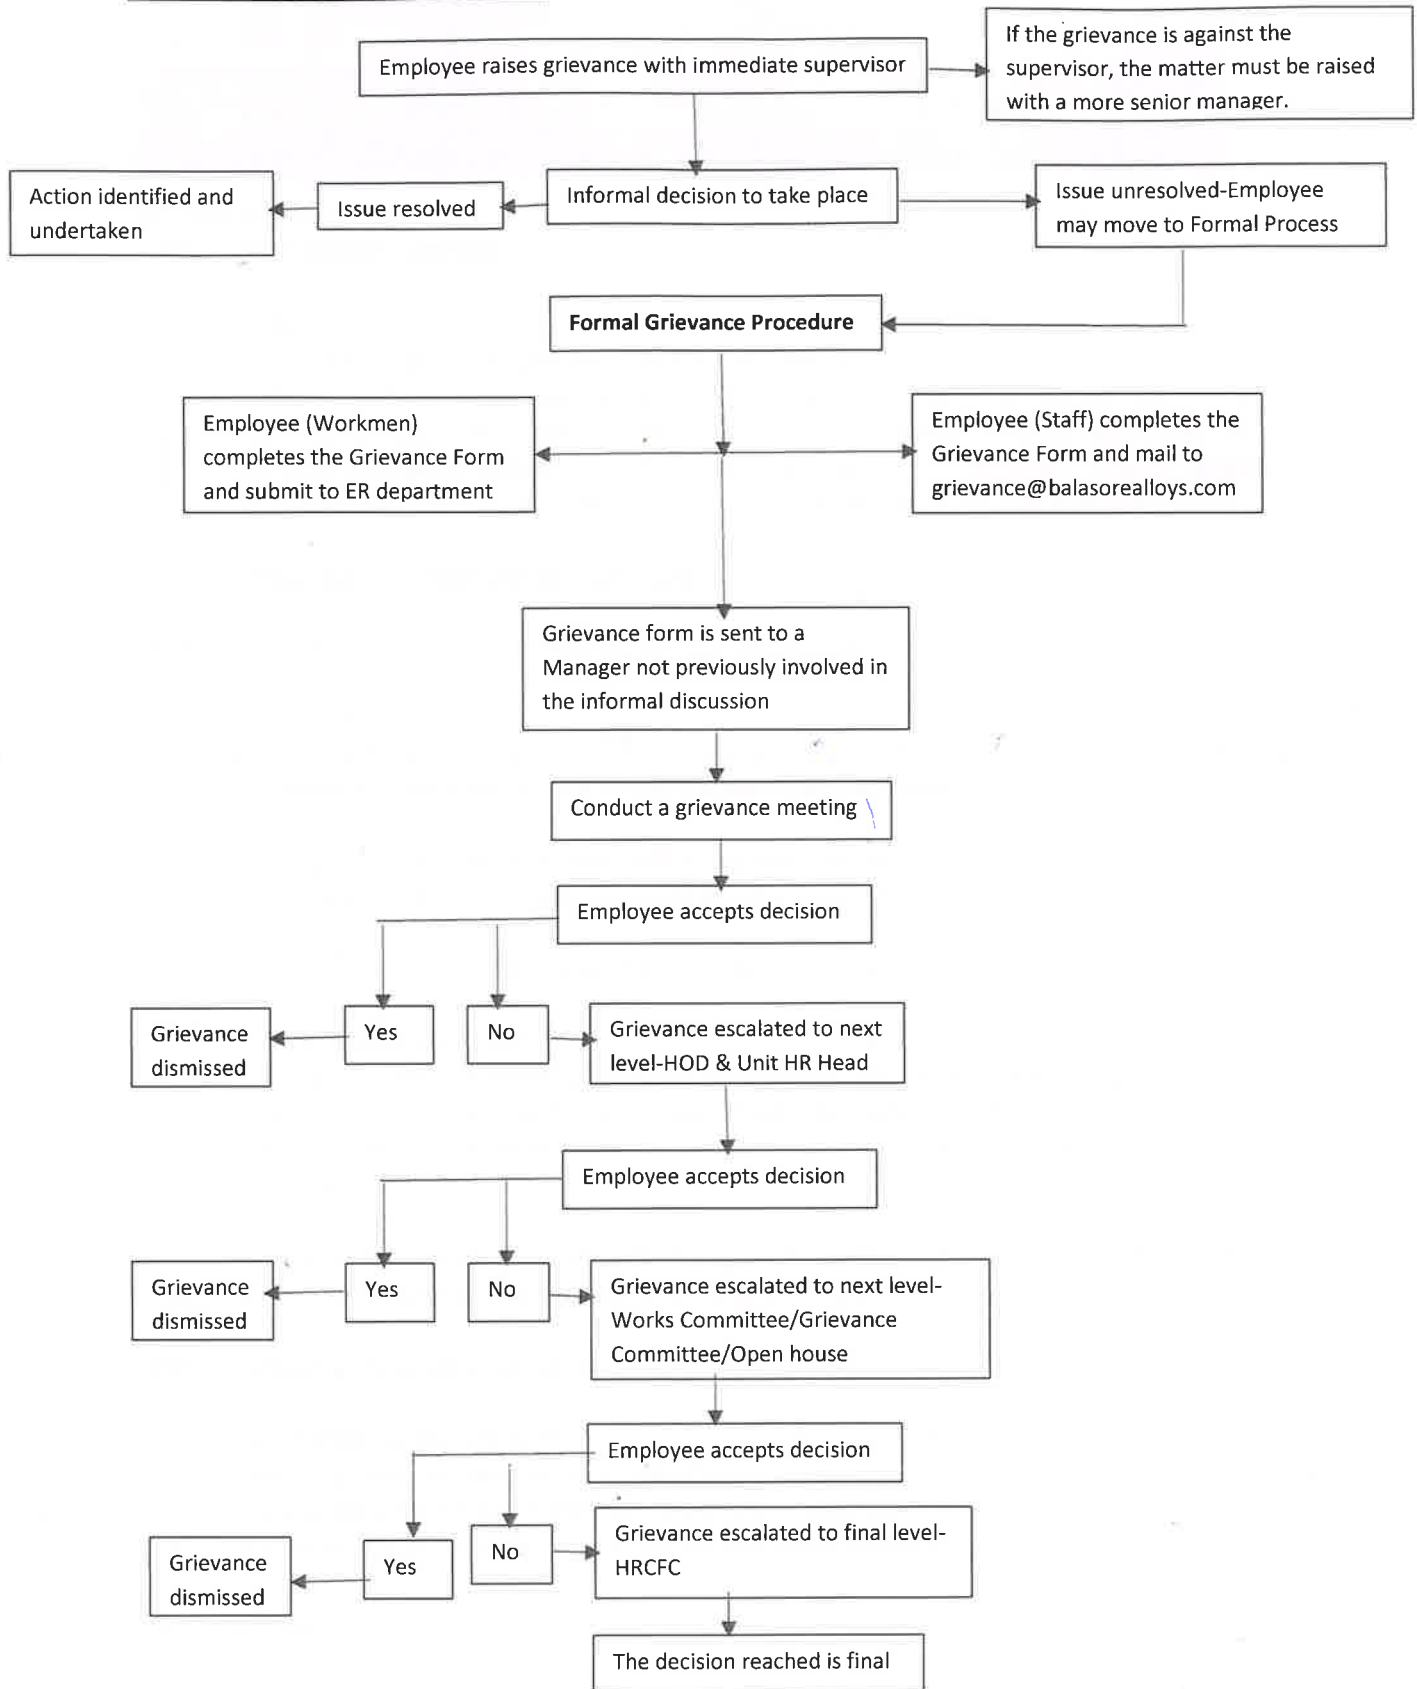 Employee raises grievance with immediate supervisor
If the grievance is against the
supervisor, the matter must be raised
with a more senior manager.
Action identified and
undertaken
Issue resolved
Informal decision to take place
Issue unresolved-Employee
may move to Formal Process
Formal Grievance Procedure
Employee (Workmen)
completes the Grievance Form
and submit to ER department
Employee (Staff) completes the
Grievance Form and mail to
grievance@balasorealloys.com
Grievance form is sent to a
Manager not previously involved in
the informal discussion
Conduct a grievance meeting
Employee accepts decision
Grievance
dismissed
Yes
No
Grievance escalated to next
level-HOD & Unit HR Head
Employee accepts decision
Grievance
dismissed
Yes
No
Grievance escalated to next level-
Works Committee/Grievance
Committee/Open house
Employee accepts decision
Grievance
dismissed
Yes
No
Grievance escalated to final level-
HRCFC
The decision reached is final